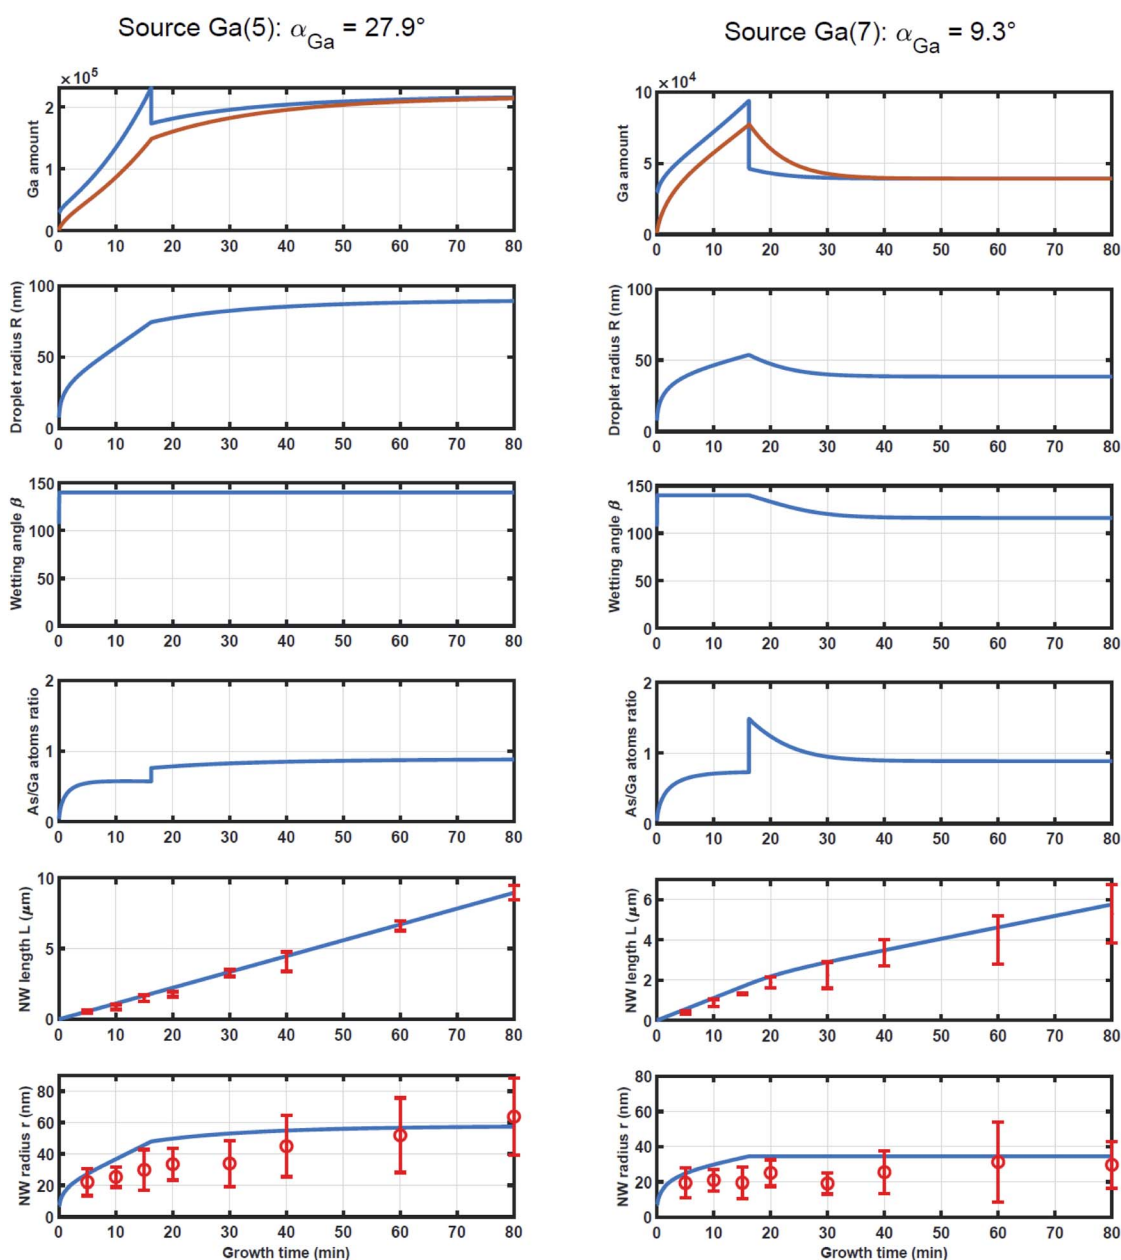 Source Ga(5): α_Ga = 27.9°
×10⁵
Ga amount
2
1
0
0 10 20 30 40 50 60 70 80
Droplet radius R (nm)
100
50
0
0 10 20 30 40 50 60 70 80
Wetting angle β
150
100
50
0
0 10 20 30 40 50 60 70 80
As/Ga atoms ratio
2
1
0
0 10 20 30 40 50 60 70 80
NW length L (μm)
10
5
0
0 10 20 30 40 50 60 70 80
NW radius r (nm)
80
60
40
20
0
0 10 20 30 40 50 60 70 80
Growth time (min)
Source Ga(7): α_Ga = 9.3°
×10⁴
Ga amount
10
5
0
0 10 20 30 40 50 60 70 80
Droplet radius R (nm)
100
50
0
0 10 20 30 40 50 60 70 80
Wetting angle β
150
100
50
0
0 10 20 30 40 50 60 70 80
As/Ga atoms ratio
2
1
0
0 10 20 30 40 50 60 70 80
NW length L (μm)
6
4
2
0
0 10 20 30 40 50 60 70 80
NW radius r (nm)
80
60
40
20
0
0 10 20 30 40 50 60 70 80
Growth time (min)